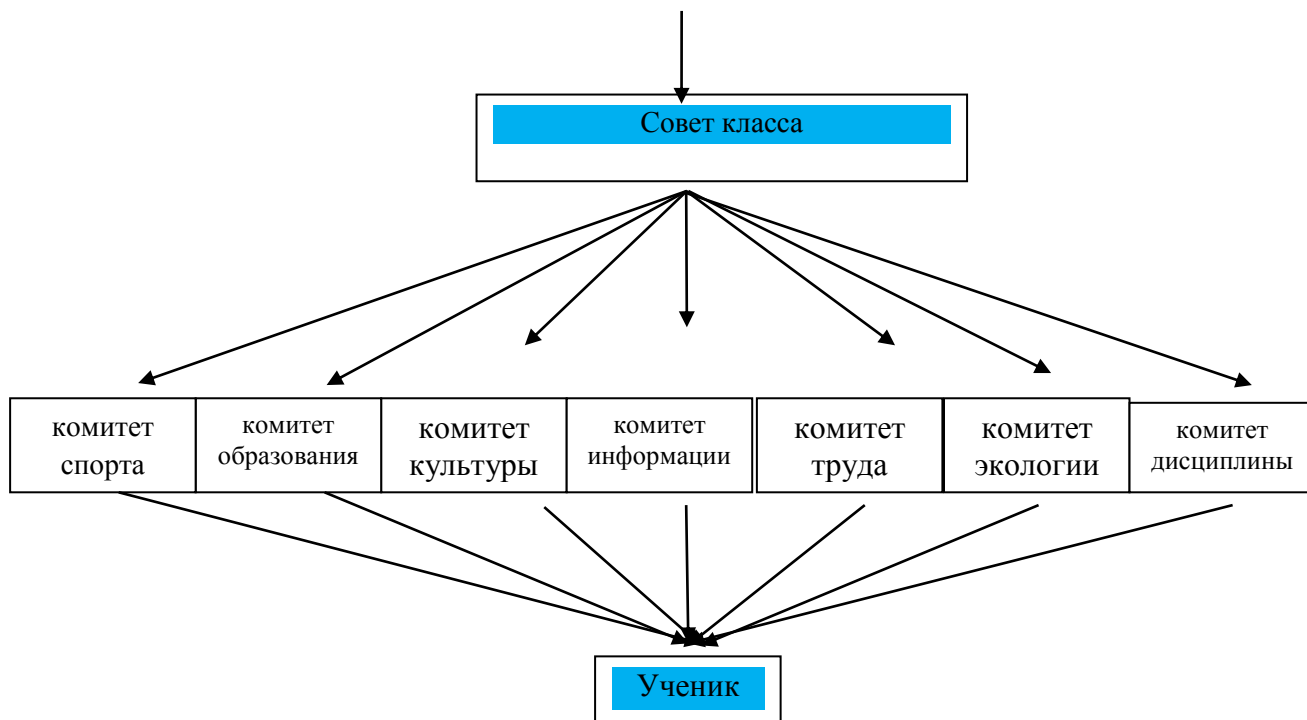 Совет класса
комитет
спорта
комитет
образования
комитет
культуры
комитет
информации
комитет
труда
комитет
экологии
комитет
дисциплины
Ученик